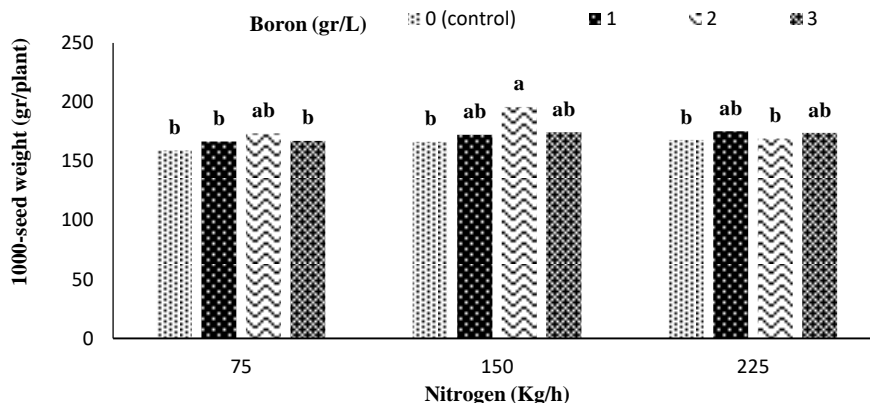 Boron (gr/L) 0 (control) 1 2 3
1000-seed weight (gr/plant)
250
200
150
100
50
0
b b ab b b ab a ab b ab b ab
75 150 225
Nitrogen (Kg/h)